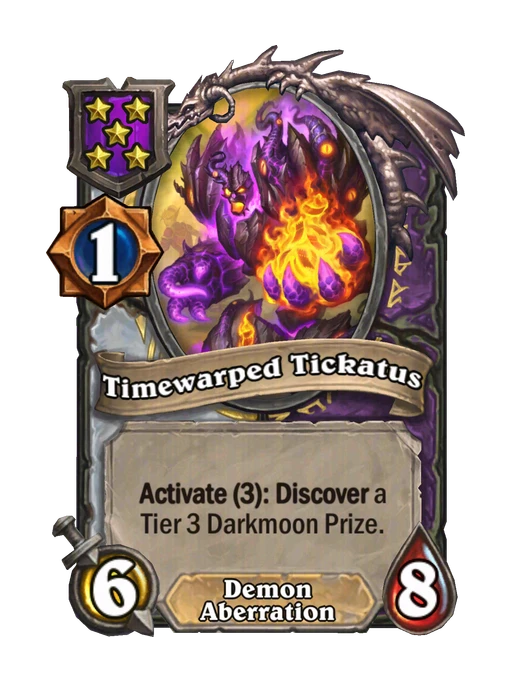 1
Timewarped Tickatus
Activate (3): Discover a
Tier 3 Darkmoon Prize.
6
Demon
Aberration
8